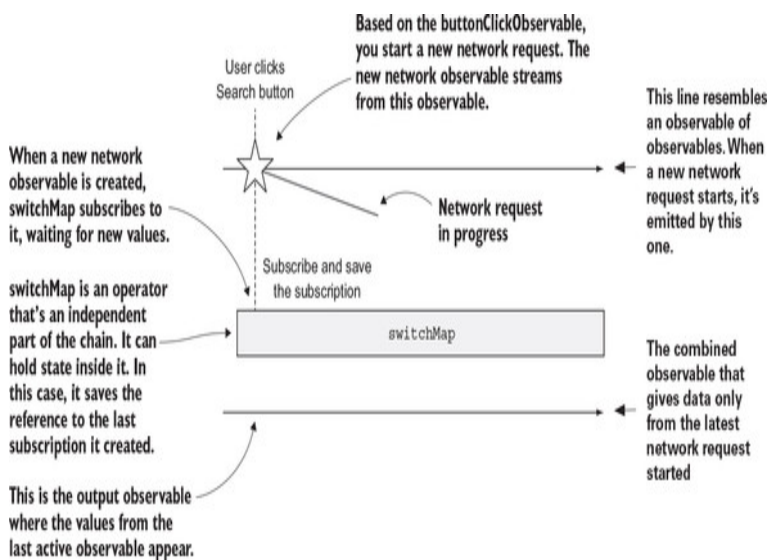 Based on the buttonClickObservable,
you start a new network request. The
new network observable streams
from this observable.
User clicks
Search button
This line resembles
an observable of
observables. When
a new network
request starts, it's
emitted by this
one.
When a new network
observable is created,
switchMap subscribes to
it, waiting for new values.
Network request
in progress
Subscribe and save
the subscription
switchMap is an operator
that's an independent
part of the chain. It can
hold state inside it. In
this case, it saves the
reference to the last
subscription it created.
switchMap
The combined
observable that
gives data only
from the latest
network request
started
This is the output observable
where the values from the
last active observable appear.